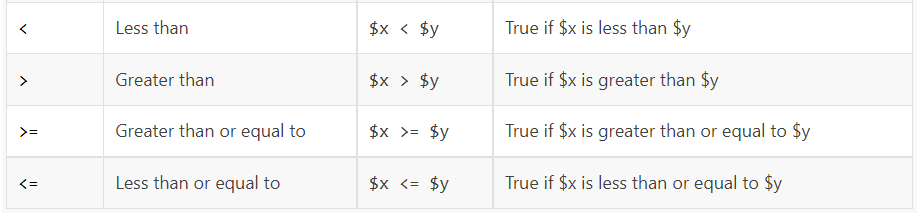 < Less than $x < $y True if $x is less than $y
> Greater than $x > $y True if $x is greater than $y
>= Greater than or equal to $x >= $y True if $x is greater than or equal to $y
<= Less than or equal to $x <= $y True if $x is less than or equal to $y